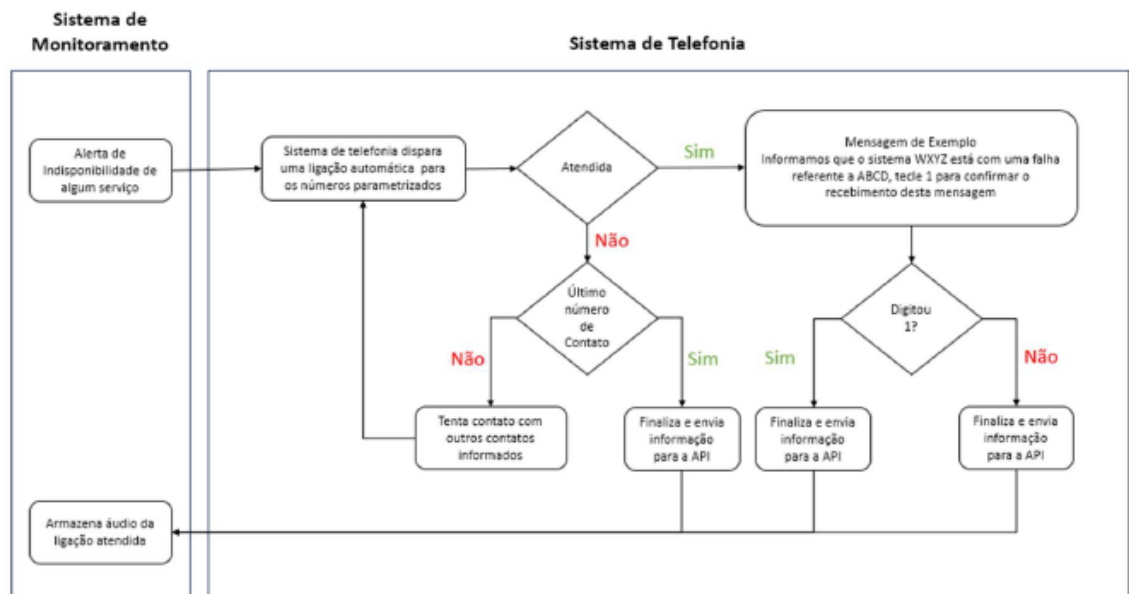 Sistema de
Monitoramento
Sistema de Telefonia
Alerta de
Indisponibilidade de
algum serviço
Sistema de telefonia dispara
uma ligação automática para
os números parametrizados
Atendida
Sim
Mensagem de Exemplo
Informamos que o sistema WXYZ está com uma falha
referente a ABCD, tecle 1 para confirmar o
recebimento desta mensagem
Não
Último
número
de
Contato
Digitou
1?
Não
Sim
Sim
Não
Tenta contato com
outros contatos
informados
Finaliza e envia
informação
para a API
Finaliza e envia
informação
para a API
Finaliza e envia
informação
para a API
Armazena áudio da
ligação atendida